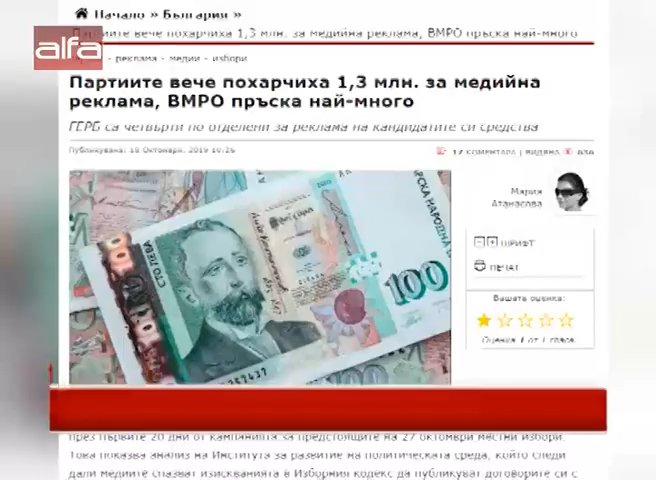 Начало » България »
Партиите вече похарчиха 1,3 млн. за медийна реклама, ВМРО пръска най-много
alfa
реклама - медии - избори
Партиите вече похарчиха 1,3 млн. за медийна
реклама, ВМРО пръска най-много
ГЕРБ са четвърти по отделени за реклама на кандидатите си средства
Публикувана: 18 Октомври, 2019 10:26
17 КОМЕНТАРА | ВИДЯНА 636
Мария
Атанасова
ШРИФТ
ПЕЧАТ
Вашата оценка:
Оценка 1 от 1 гласа.
СТО ЛЕВА
100
през първите 20 дни от кампанията за предстоящите на 27 октомври местни избори.
Това показва анализ на Института за развитие на политическата среда, който следи
дали медиите спазват изискванията в Изборния кодекс да публикуват договорите си с